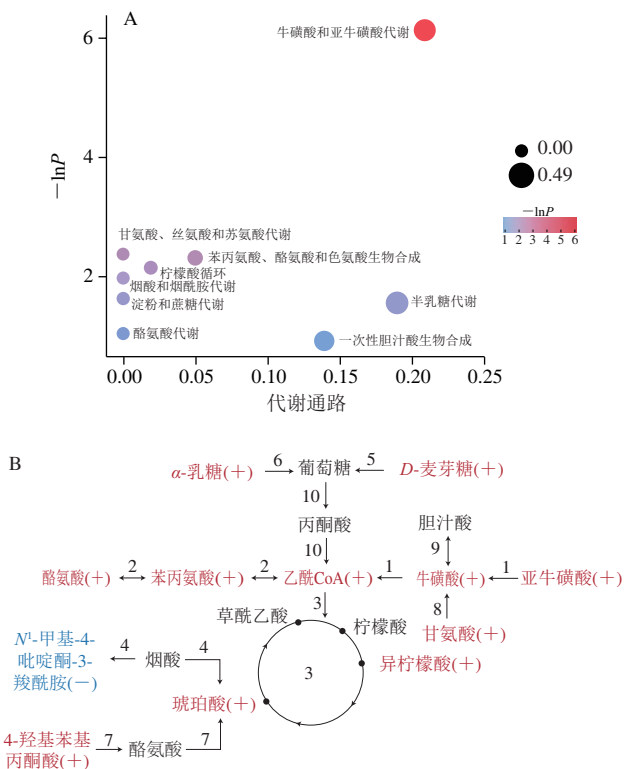 A
6
4
2
−lnP
牛磺酸和亚牛磺酸代谢
0.00
0.49
−lnP
1 2 3 4 5 6
甘氨酸、丝氨酸和苏氨酸代谢
苯丙氨酸、酪氨酸和色氨酸生物合成
柠檬酸循环
烟酸和烟酰胺代谢
淀粉和蔗糖代谢
半乳糖代谢
酪氨酸代谢
一次性胆汁酸生物合成
0.00 0.05 0.10 0.15 0.20 0.25
代谢通路
B
α-乳糖(+) 6 葡萄糖 5 D-麦芽糖(+)
10
丙酮酸 胆汁酸
10 9
酪氨酸(+) 2 苯丙氨酸(+) 2 乙酰CoA(+) 1 牛磺酸(+) 1 亚牛磺酸(+)
3 8
草酰乙酸 柠檬酸 甘氨酸(+)
N¹-甲基-4-
吡啶酮-3-
羧酰胺(−)
4 烟酸 4
3 异柠檬酸(+)
琥珀酸(+)
4-羟基苯基
丙酮酸(+)
7 酪氨酸 7